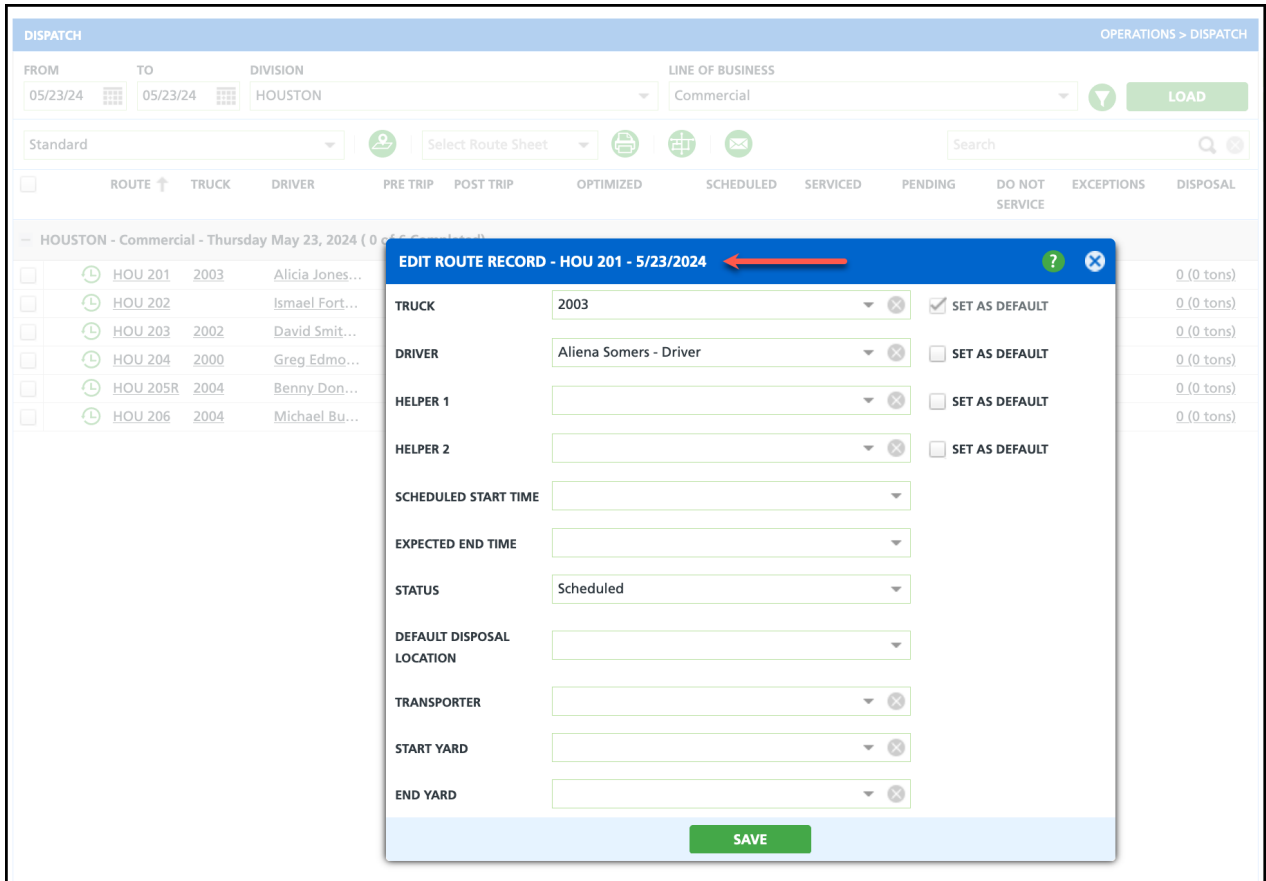 DISPATCH OPERATIONS > DISPATCH
FROM TO DIVISION LINE OF BUSINESS
05/23/24 05/23/24 HOUSTON Commercial LOAD
Standard Select Route Sheet Search
ROUTE TRUCK DRIVER PRE TRIP POST TRIP OPTIMIZED SCHEDULED SERVICED PENDING DO NOT SERVICE EXCEPTIONS DISPOSAL
HOUSTON - Commercial - Thursday May 23, 2024 ( 0 of 6 Completed)
HOU 201 2003 Alicia Jones... 0 (0 tons)
HOU 202 Ismael Fort... 0 (0 tons)
HOU 203 2002 David Smit... 0 (0 tons)
HOU 204 2000 Greg Edmo... 0 (0 tons)
HOU 205R 2004 Benny Don... 0 (0 tons)
HOU 206 2004 Michael Bu... 0 (0 tons)
EDIT ROUTE RECORD - HOU 201 - 5/23/2024 ?
TRUCK 2003 SET AS DEFAULT
DRIVER Aliena Somers - Driver SET AS DEFAULT
HELPER 1 SET AS DEFAULT
HELPER 2 SET AS DEFAULT
SCHEDULED START TIME
EXPECTED END TIME
STATUS Scheduled
DEFAULT DISPOSAL
LOCATION
TRANSPORTER
START YARD
END YARD
SAVE